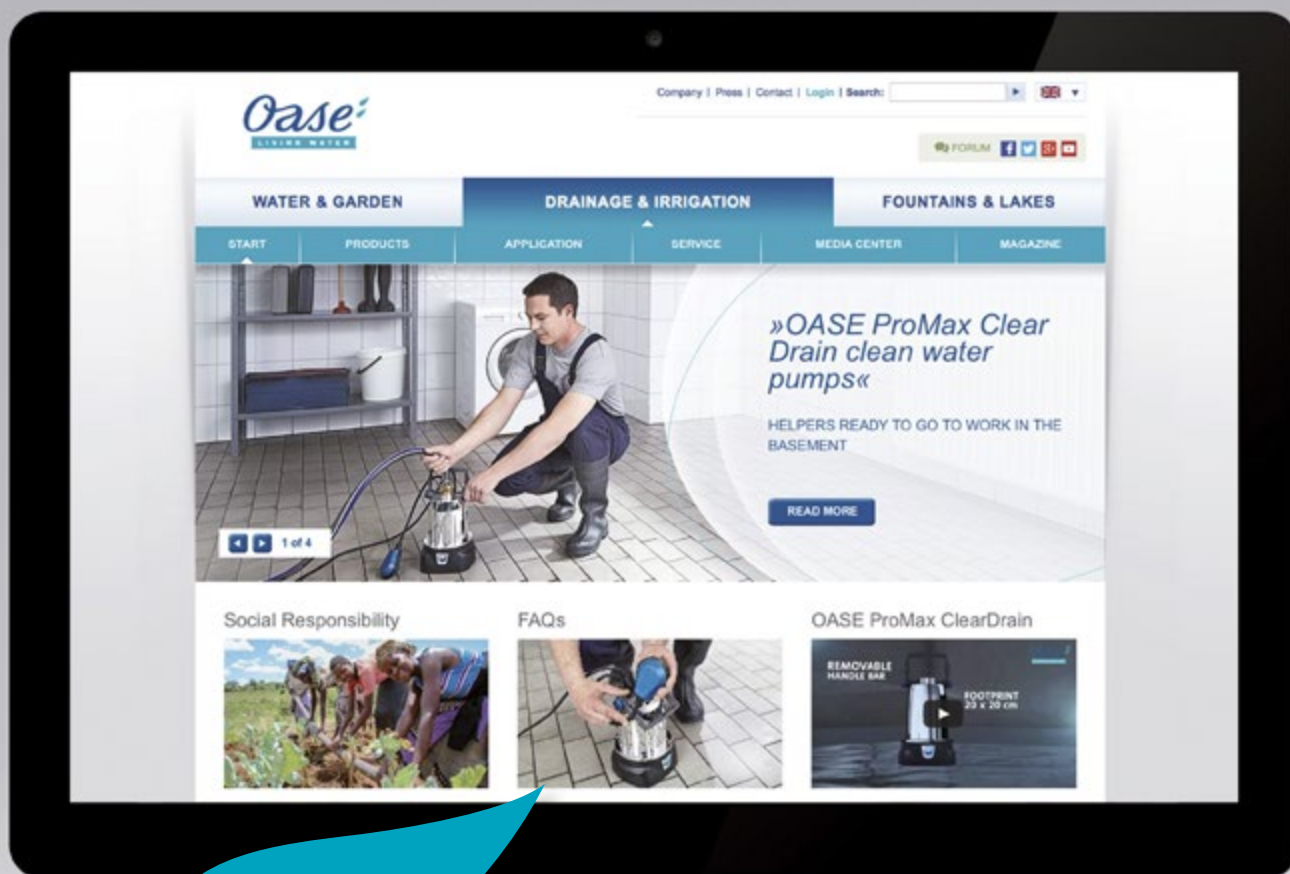 Oase
LIVING WATER
Company | Press | Contact | Login | Search:
FORUM
WATER & GARDEN
DRAINAGE & IRRIGATION
FOUNTAINS & LAKES
START
PRODUCTS
APPLICATION
SERVICE
MEDIA CENTER
MAGAZINE
»OASE ProMax Clear
Drain clean water
pumps«
HELPERS READY TO GO TO WORK IN THE
BASEMENT
READ MORE
1 of 4
Social Responsibility
FAQs
OASE ProMax ClearDrain
REMOVABLE
HANDLE BAR
FOOTPRINT
20 x 20 cm